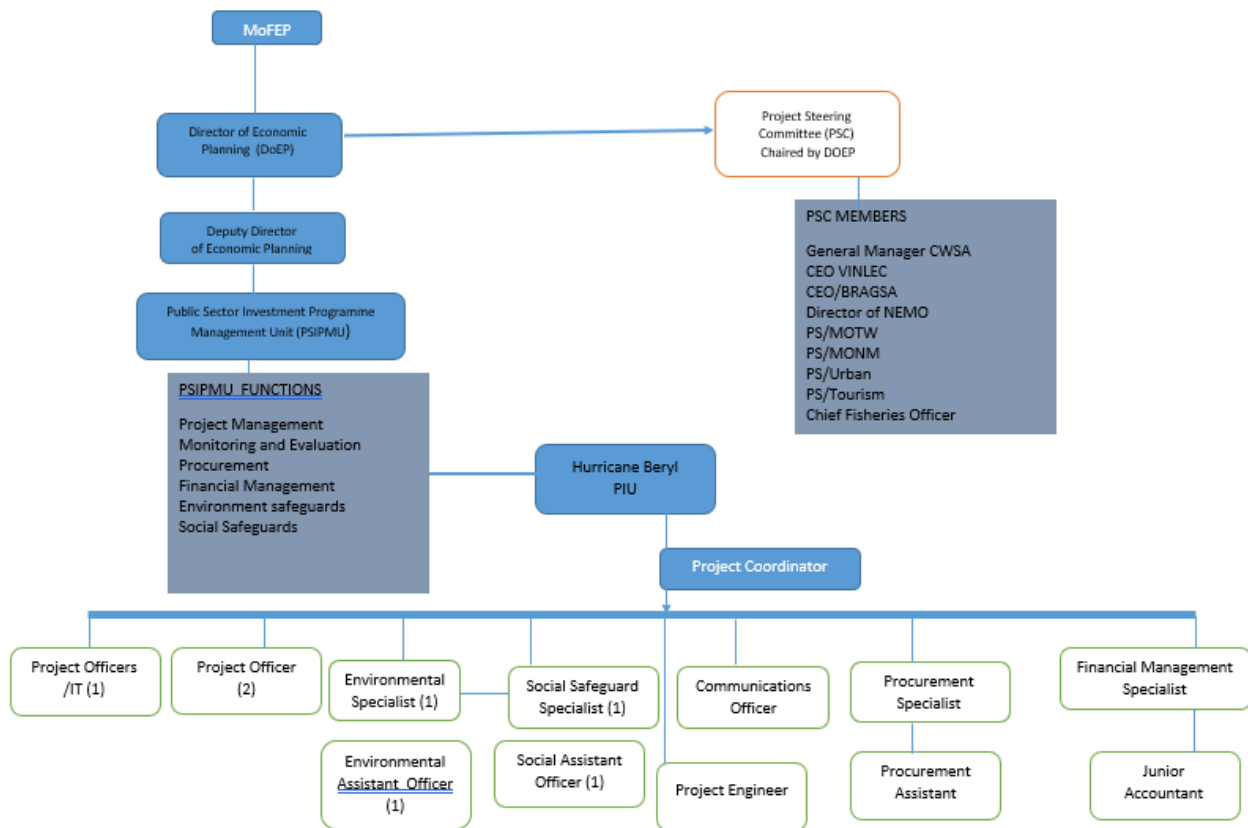 MoFEP
Director of Economic
Planning (DoEP)
Project Steering
Committee (PSC)
Chaired by DOEP
Deputy Director
of Economic Planning
Public Sector Investment Programme
Management Unit (PSIPMU)
PSC MEMBERS
General Manager CWSA
CEO VINLEC
CEO/BRAGSA
Director of NEMO
PS/MOTW
PS/MONM
PS/Urban
PS/Tourism
Chief Fisheries Officer
PSIPMU FUNCTIONS
Project Management
Monitoring and Evaluation
Procurement
Financial Management
Environment safeguards
Social Safeguards
Hurricane Beryl
PIU
Project Coordinator
Project Officers
/IT (1)
Project Officer
(2)
Environmental
Specialist (1)
Social Safeguard
Specialist (1)
Communications
Officer
Procurement
Specialist
Financial Management
Specialist
Environmental
Assistant Officer
(1)
Social Assistant
Officer (1)
Project Engineer
Procurement
Assistant
Junior
Accountant